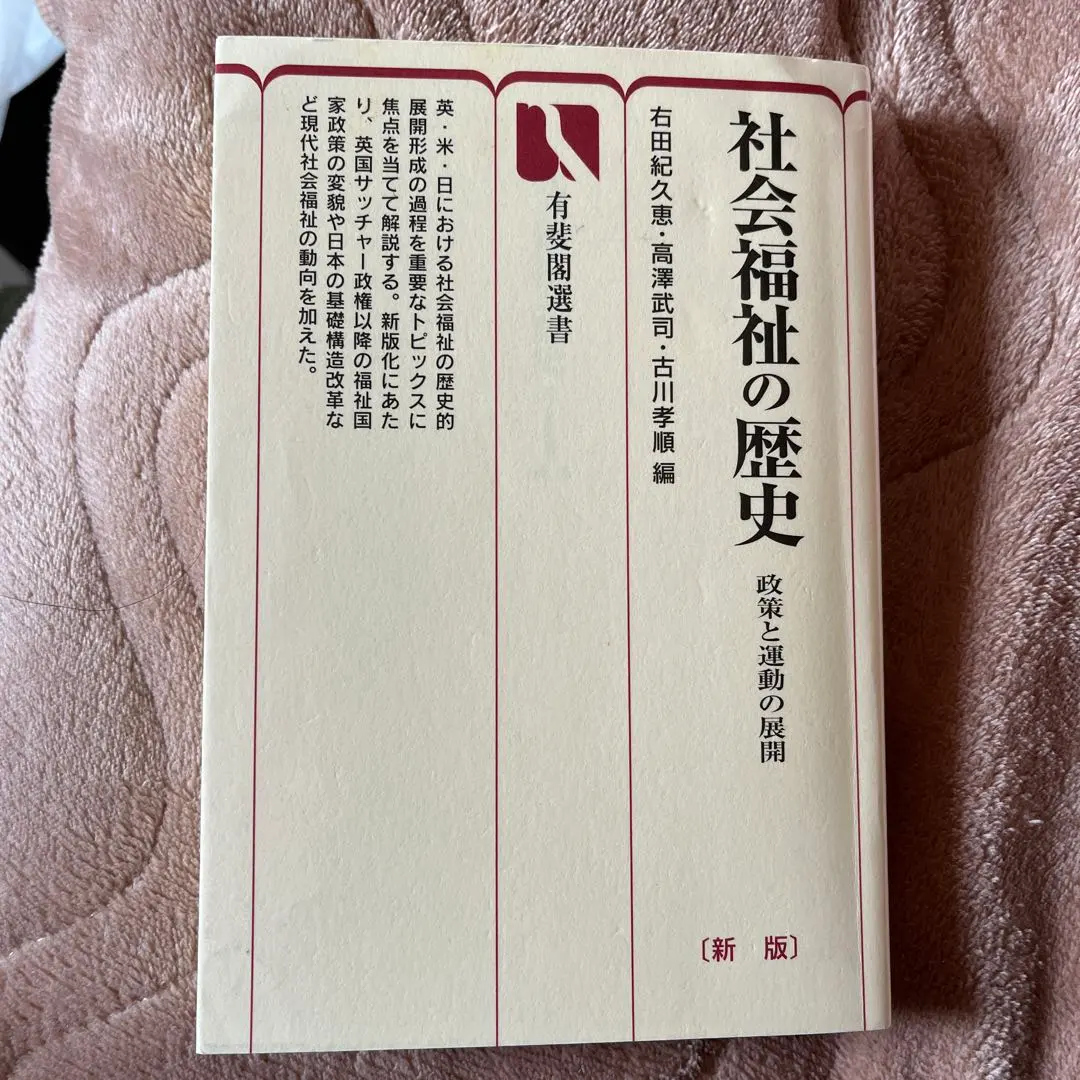 社会福祉の歴史
政策と運動の展開
〔新 版〕
右田紀久恵・高澤武司・古川孝順 編
有斐閣選書
英・米・日における社会福祉の歴史的
展開形成の過程を重要なトピックスに
焦点を当てて解説する。新版化にあた
り、英国サッチャー政権以降の福祉国
家政策の変貌や日本の基礎構造改革な
ど現代社会福祉の動向を加えた。